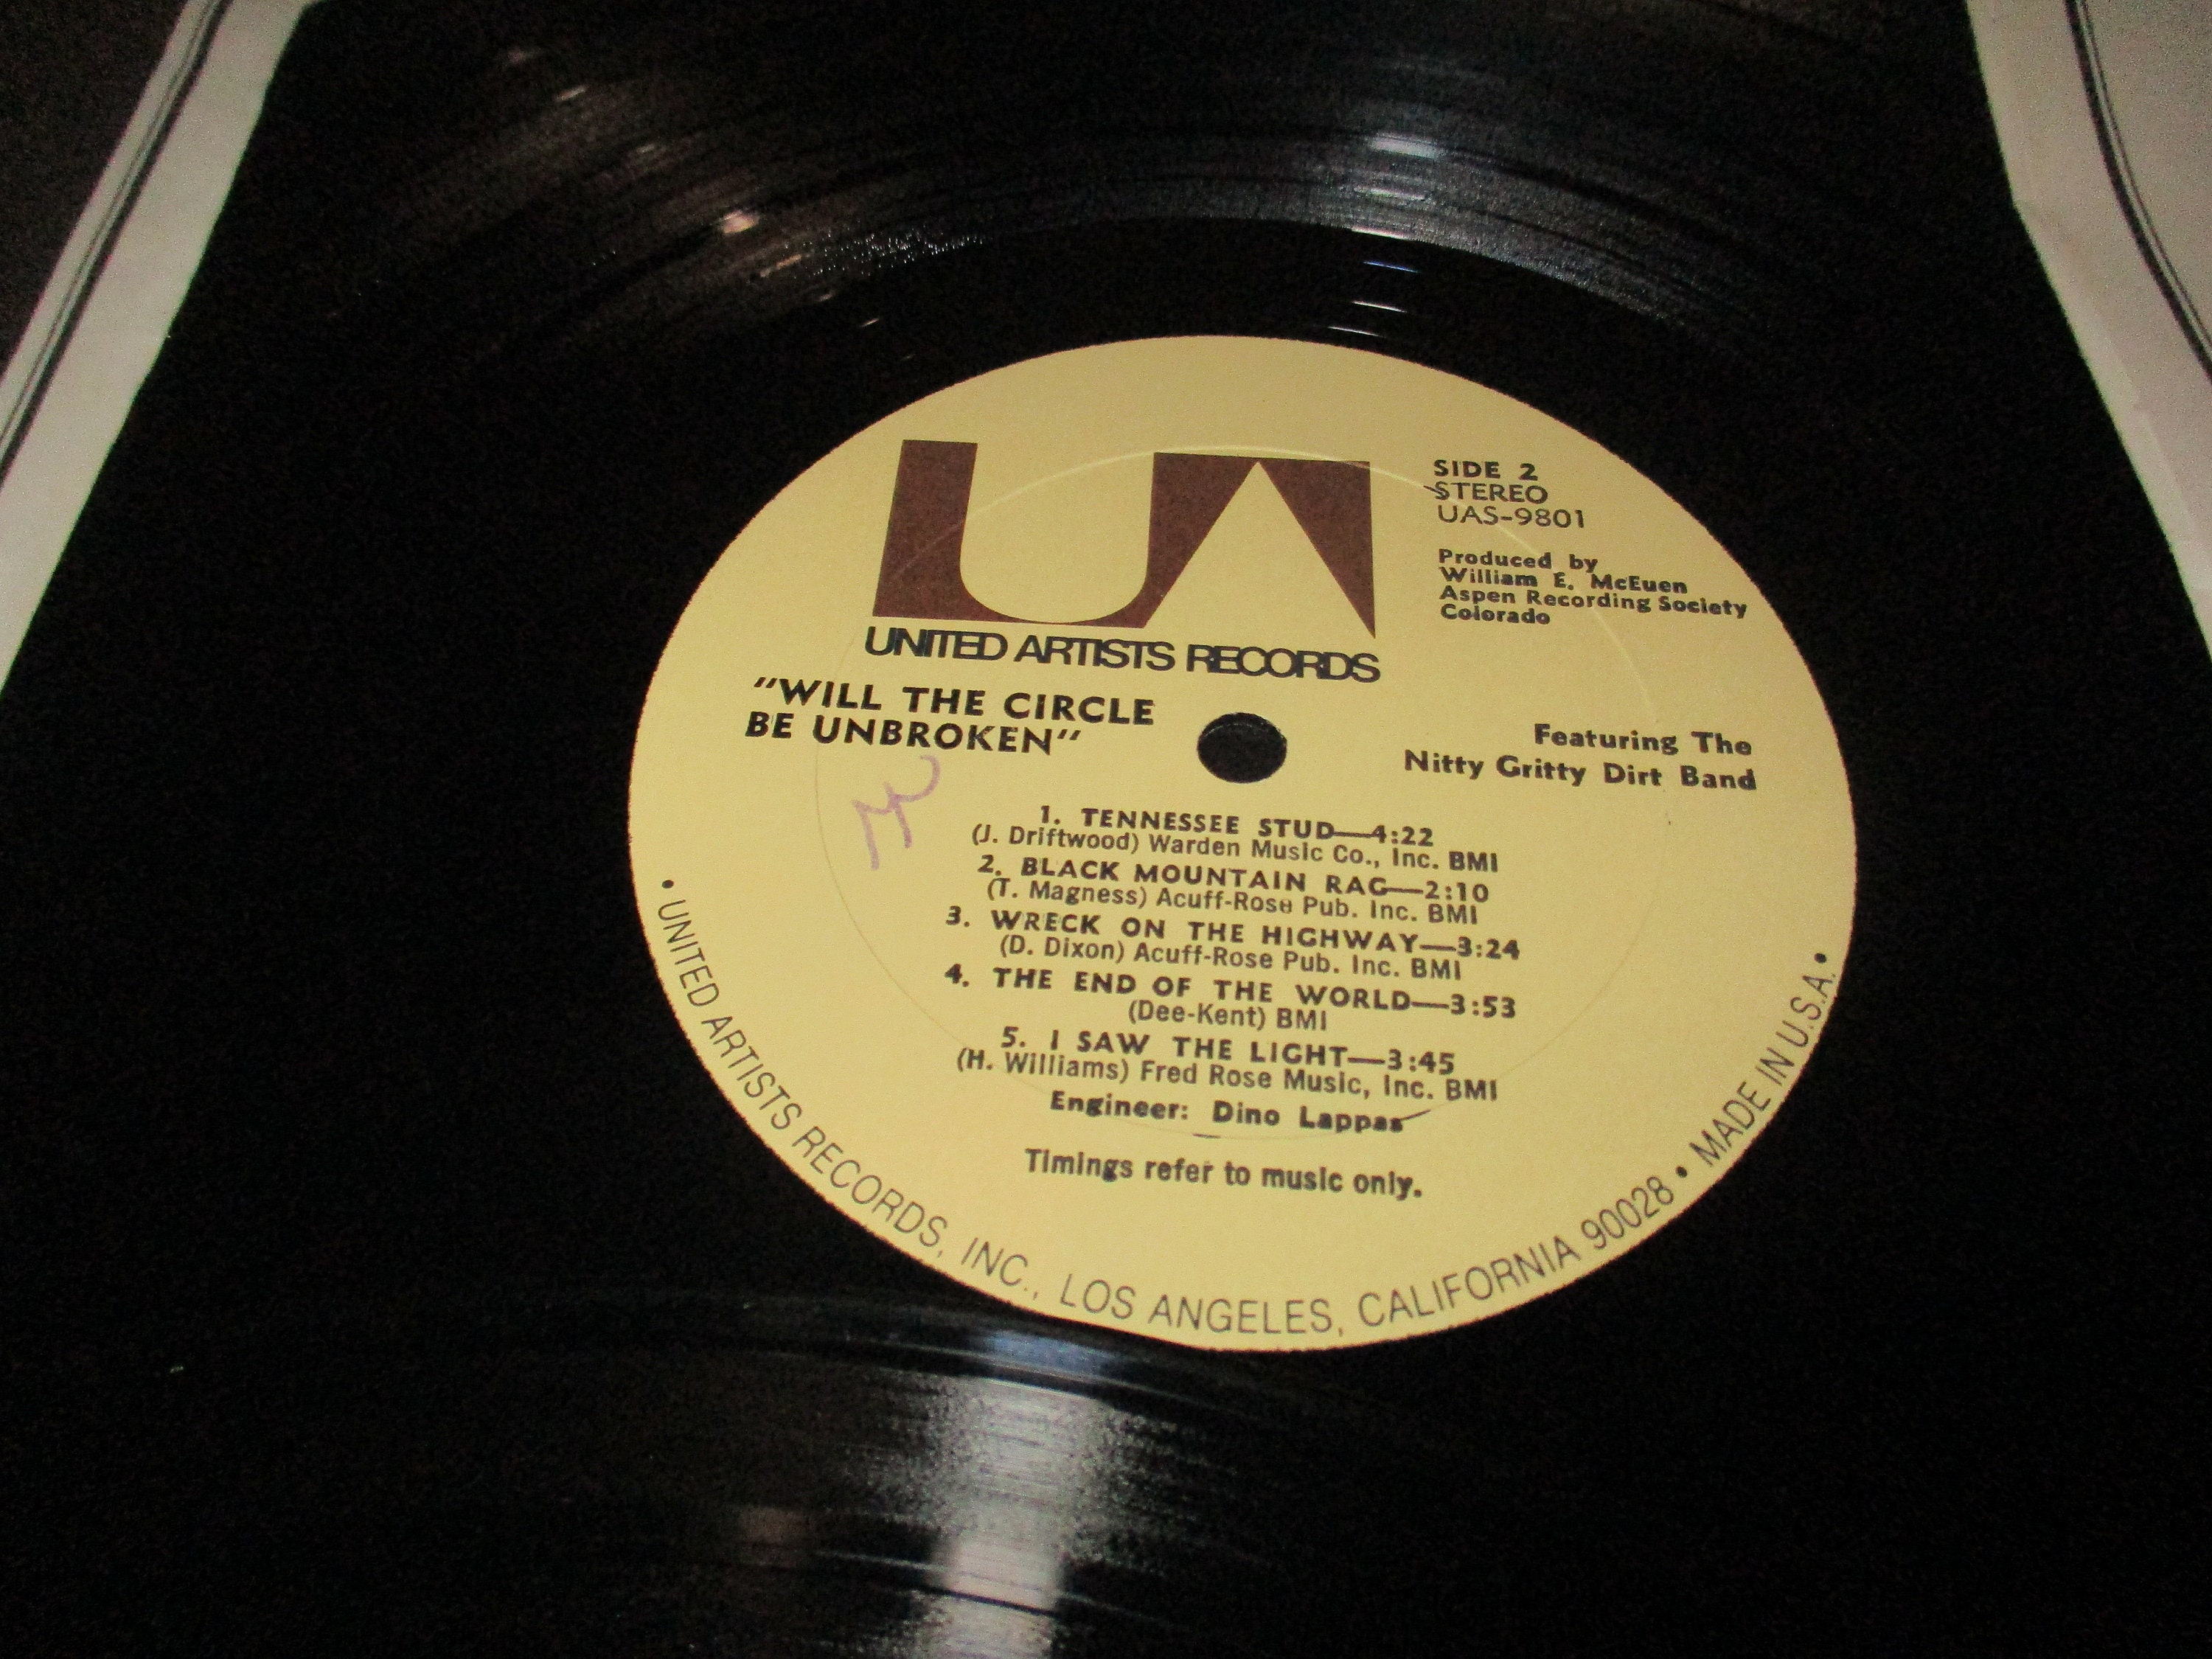 UA
UNITED ARTISTS RECORDS
SIDE 2
STEREO
UAS-9801
Produced by
William E. McEuen
Aspen Recording Society
Colorado
"WILL THE CIRCLE
BE UNBROKEN"
Featuring The
Nitty Gritty Dirt Band
1. TENNESSEE STUD—4:22
(J. Driftwood) Warden Music Co., Inc. BMI
2. BLACK MOUNTAIN RAG—2:10
(T. Magness) Acuff-Rose Pub. Inc. BMI
3. WRECK ON THE HIGHWAY—3:24
(D. Dixon) Acuff-Rose Pub. Inc. BMI
4. THE END OF THE WORLD—3:53
(Dee-Kent) BMI
5. I SAW THE LIGHT—3:45
(H. Williams) Fred Rose Music, Inc. BMI
Engineer: Dino Lappas
Timings refer to music only.
• UNITED ARTISTS RECORDS, INC., LOS ANGELES, CALIFORNIA 90028 • MADE IN U.S.A. •